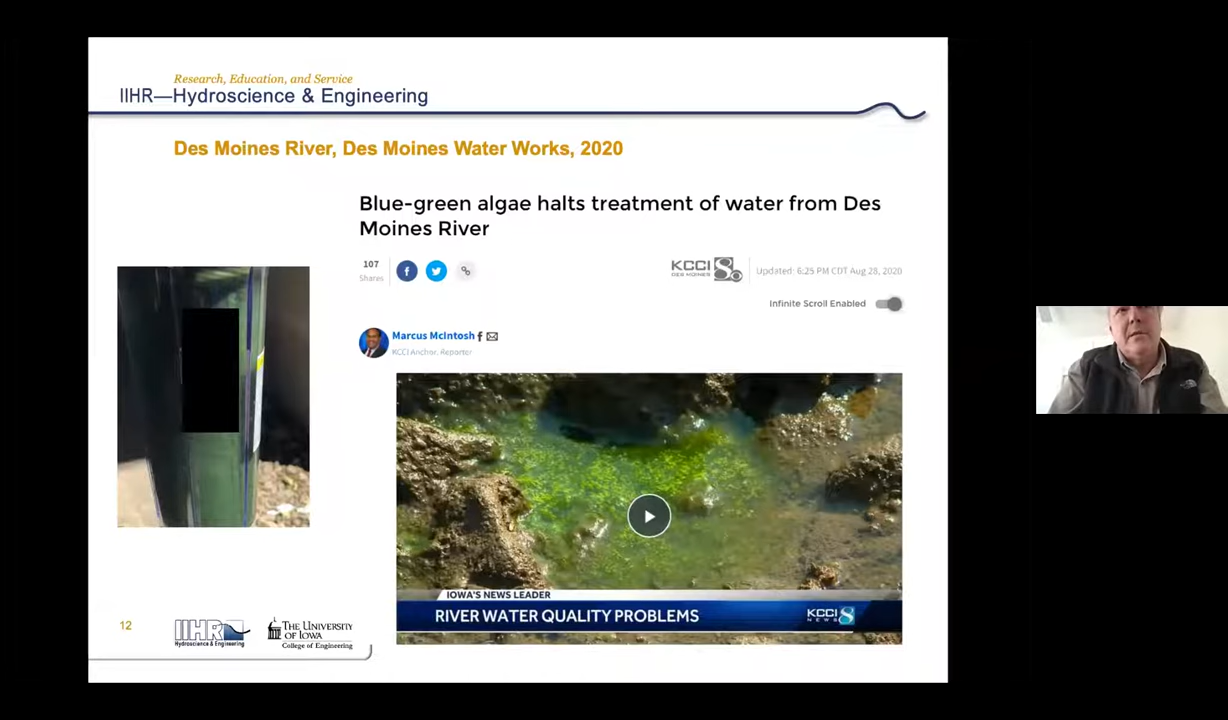 Research, Education, and Service
IIHR—Hydroscience & Engineering
Des Moines River, Des Moines Water Works, 2020
Blue-green algae halts treatment of water from Des
Moines River
107
Shares
KCCI 8
DES MOINES
Updated: 6:25 PM CDT Aug 28, 2020
Infinite Scroll Enabled
Marcus McIntosh
KCCI Anchor, Reporter
IOWA'S NEWS LEADER
RIVER WATER QUALITY PROBLEMS
KCCI 8
NEWS
12
IIHR
Hydroscience & Engineering
THE UNIVERSITY
OF IOWA
College of Engineering